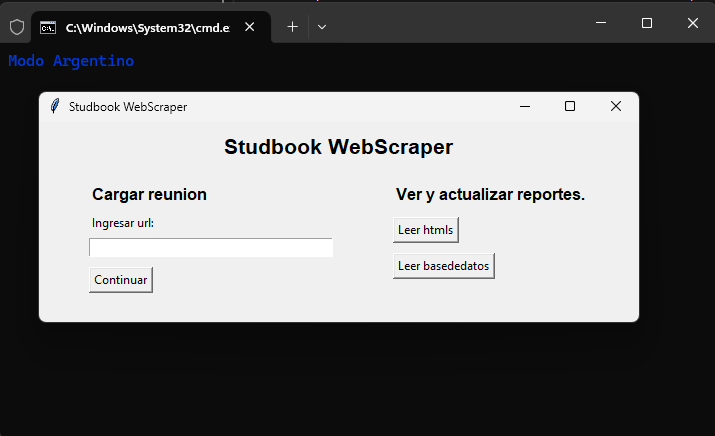 C:\Windows\System32\cmd.e
Modo Argentino
Studbook WebScraper
Studbook WebScraper
Cargar reunion
Ingresar url:
Continuar
Ver y actualizar reportes.
Leer htmls
Leer basededatos